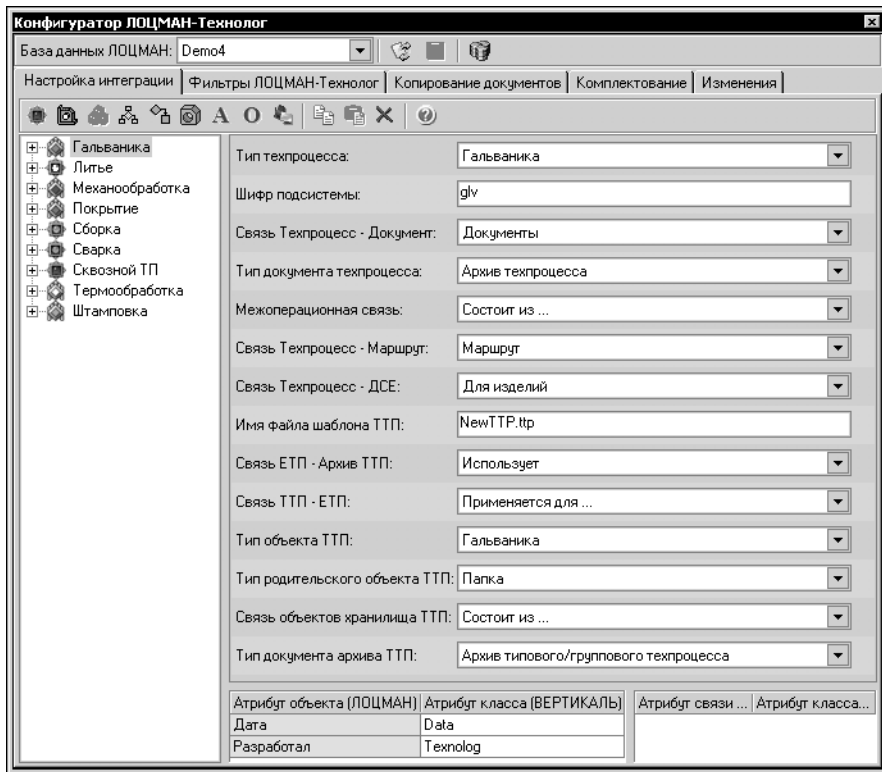 Конфигуратор ЛОЦМАН-Технолог
База данных ЛОЦМАН: Demo4
Настройка интеграции Фильтры ЛОЦМАН-Технолог Копирование документов Комплектование Изменения
A O
Гальваника
Литье
Механообработка
Покрытие
Сборка
Сварка
Сквозной ТП
Термообработка
Штамповка
Тип техпроцесса: Гальваника
Шифр подсистемы: glv
Связь Техпроцесс - Документ: Документы
Тип документа техпроцесса: Архив техпроцесса
Межоперационная связь: Состоит из ...
Связь Техпроцесс - Маршрут: Маршрут
Связь Техпроцесс - ДСЕ: Для изделий
Имя файла шаблона ТТП: NewTTP.ttp
Связь ЕТП - Архив ТТП: Использует
Связь ТТП - ЕТП: Применяется для ...
Тип объекта ТТП: Гальваника
Тип родительского объекта ТТП: Папка
Связь объектов хранилища ТТП: Состоит из ...
Тип документа архива ТТП: Архив типового/группового техпроцесса
Атрибут объекта (ЛОЦМАН) Атрибут класса (ВЕРТИКАЛЬ) Атрибут связи ... Атрибут класса...
Дата Data
Разработал Texnolog